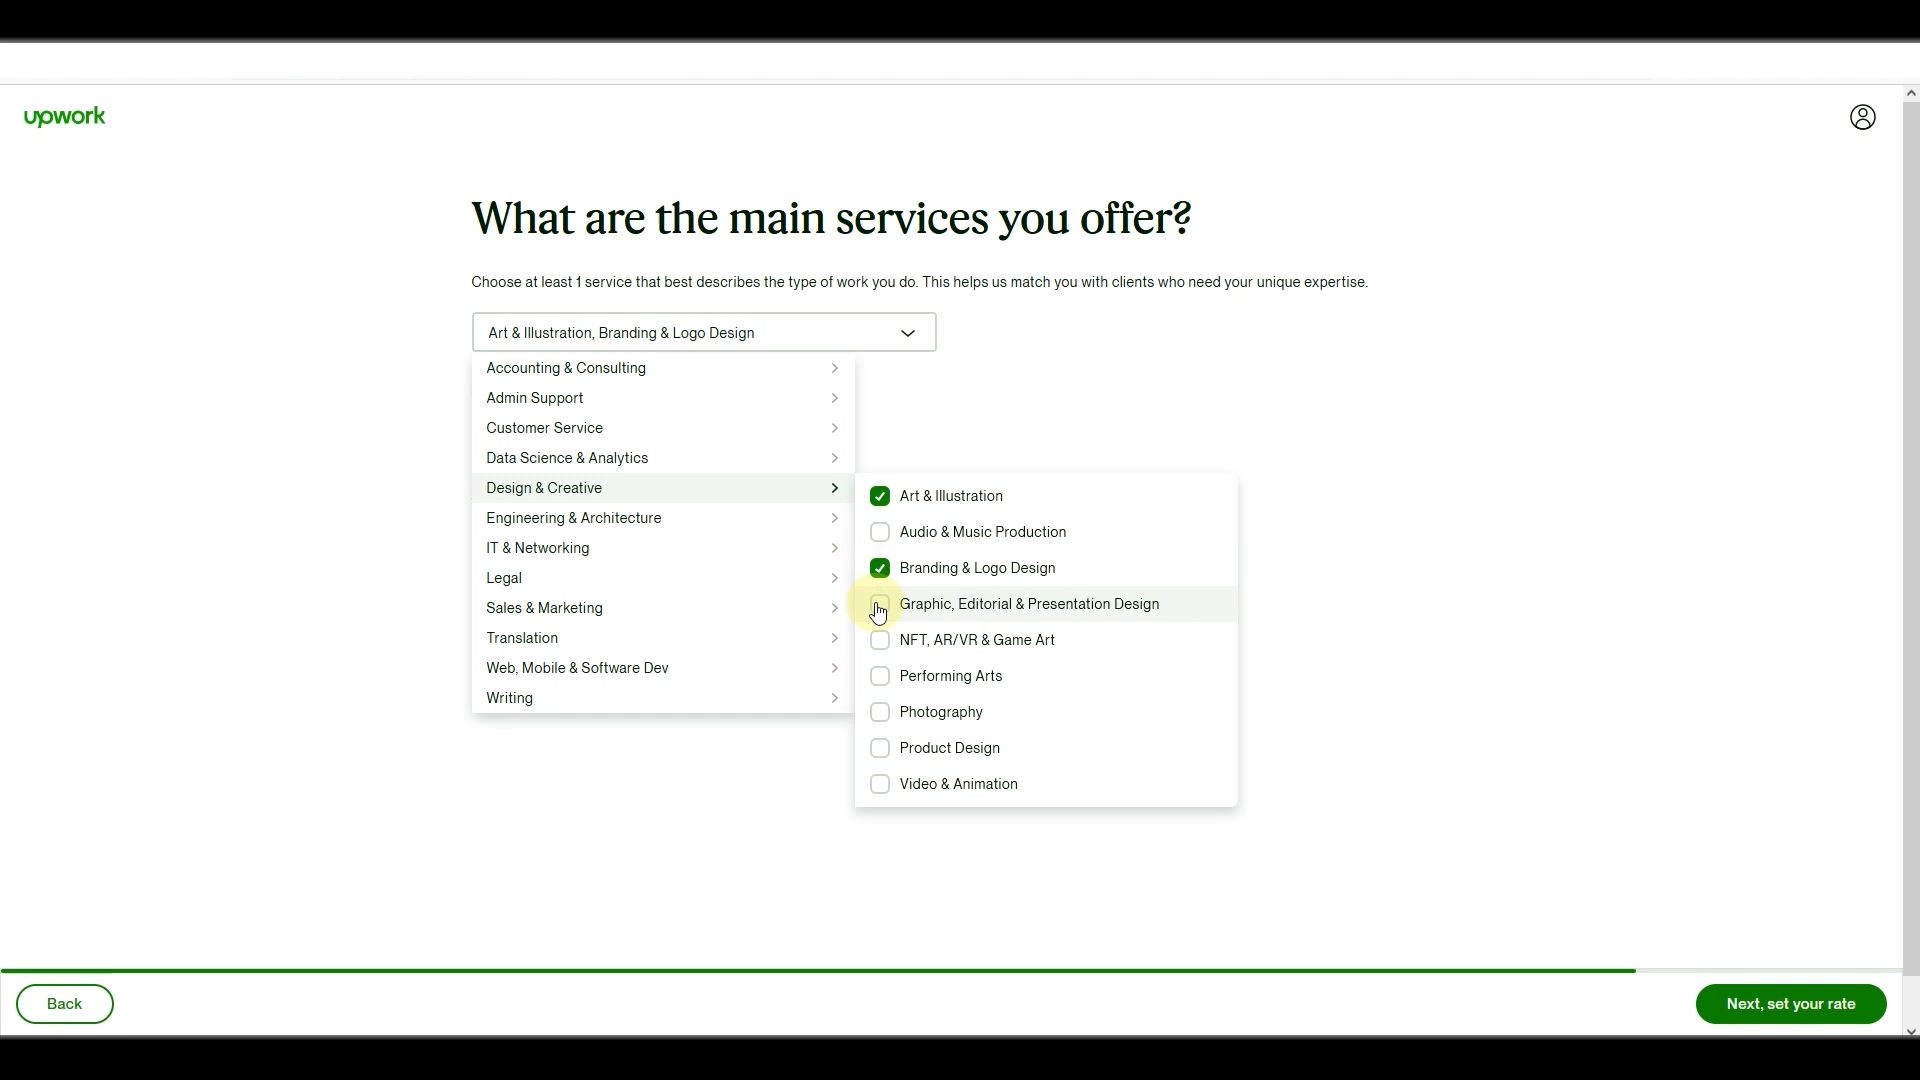 upwork
What are the main services you offer?
Choose at least 1 service that best describes the type of work you do. This helps us match you with clients who need your unique expertise.
Art & Illustration, Branding & Logo Design
Accounting & Consulting
Admin Support
Customer Service
Data Science & Analytics
Design & Creative
Engineering & Architecture
IT & Networking
Legal
Sales & Marketing
Translation
Web, Mobile & Software Dev
Writing
Art & Illustration
Audio & Music Production
Branding & Logo Design
Graphic, Editorial & Presentation Design
NFT, AR/VR & Game Art
Performing Arts
Photography
Product Design
Video & Animation
Back
Next, set your rate